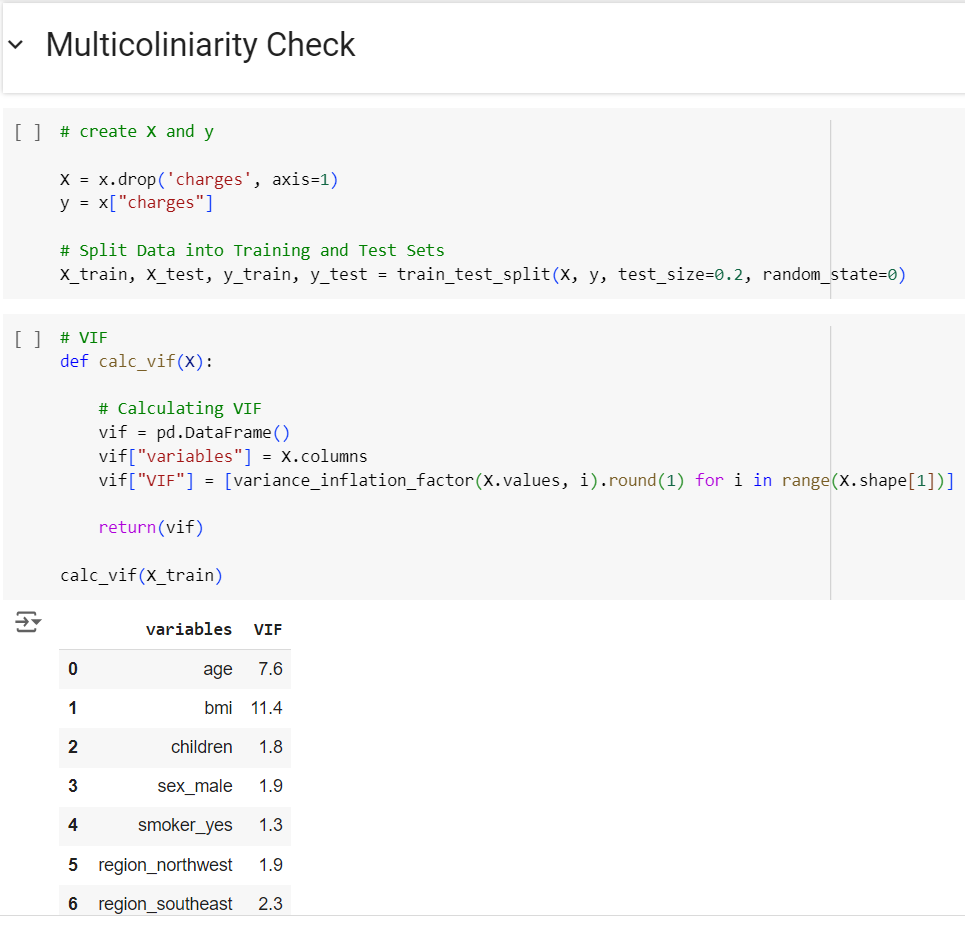 Multicoliniarity Check
[ ] # create X and y
X = x.drop('charges', axis=1)
y = x["charges"]
# Split Data into Training and Test Sets
X_train, X_test, y_train, y_test = train_test_split(X, y, test_size=0.2, random_state=0)
[ ] # VIF
def calc_vif(X):
# Calculating VIF
vif = pd.DataFrame()
vif["variables"] = X.columns
vif["VIF"] = [variance_inflation_factor(X.values, i).round(1) for i in range(X.shape[1])]
return(vif)
calc_vif(X_train)
variables VIF
0 age 7.6
1 bmi 11.4
2 children 1.8
3 sex_male 1.9
4 smoker_yes 1.3
5 region_northwest 1.9
6 region_southeast 2.3